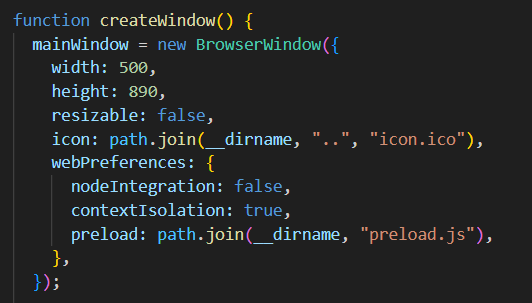 function createWindow() {
  mainWindow = new BrowserWindow({
    width: 500,
    height: 890,
    resizable: false,
    icon: path.join(__dirname, "..", "icon.ico"),
    webPreferences: {
      nodeIntegration: false,
      contextIsolation: true,
      preload: path.join(__dirname, "preload.js"),
    },
  });